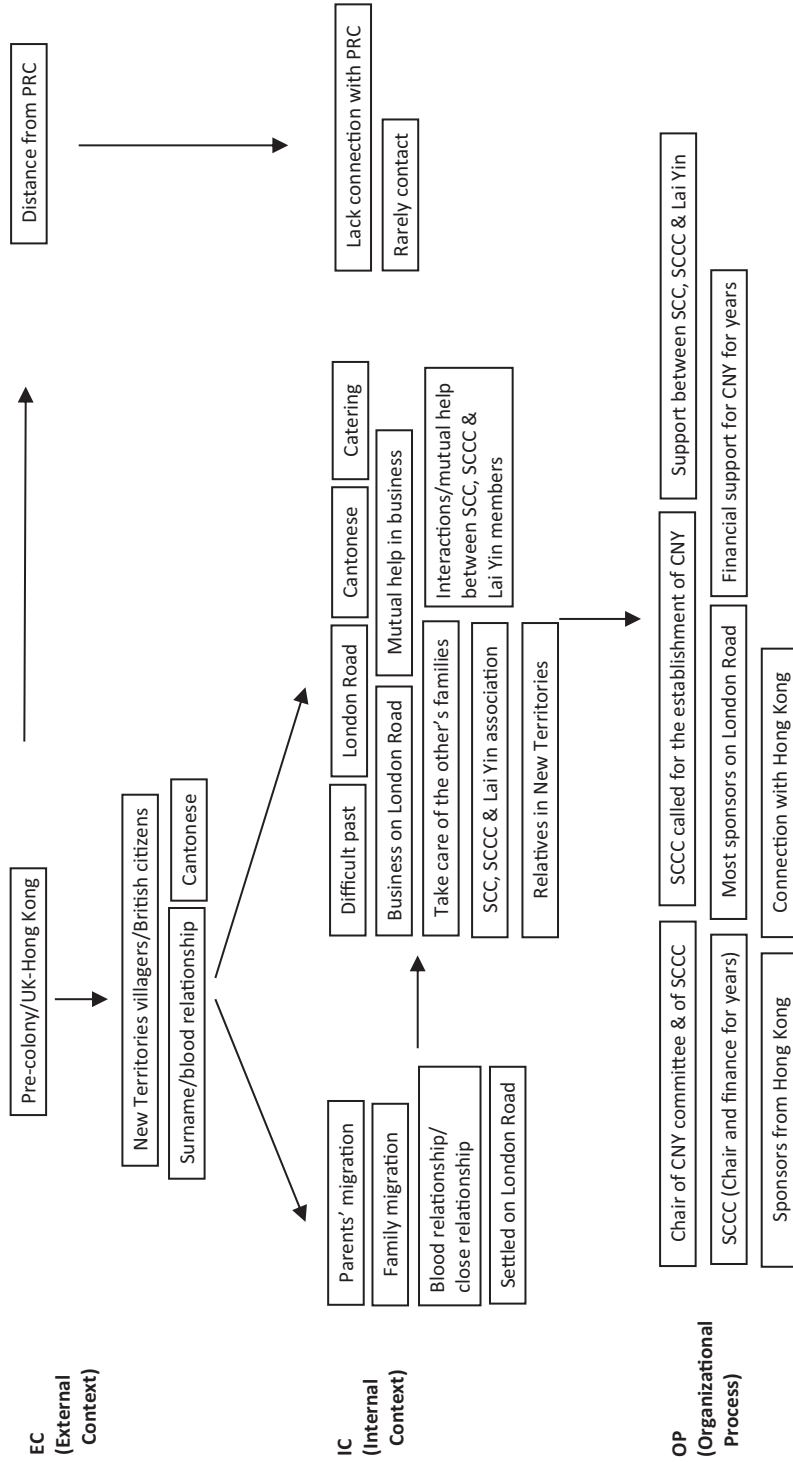 EC
(External
Context)
Pre-colony/UK-Hong Kong
Distance from PRC
New Territories villagers/British citizens
Surname/blood relationship
Cantonese
IC
(Internal
Context)
Parents’ migration
Family migration
Blood relationship/
close relationship
Settled on London Road
Difficult past
London Road
Cantonese
Catering
Business on London Road
Mutual help in business
Take care of the other’s families
Interactions/mutual help
between SCC, SCCC &
Lai Yin members
SCC, SCCC & Lai Yin association
Relatives in New Territories
Lack connection with PRC
Rarely contact
OP
(Organizational
Process)
Chair of CNY committee & of SCCC
SCCC called for the establishment of CNY
Support between SCC, SCCC & Lai Yin
SCCC (Chair and finance for years)
Most sponsors on London Road
Financial support for CNY for years
Sponsors from Hong Kong
Connection with Hong Kong